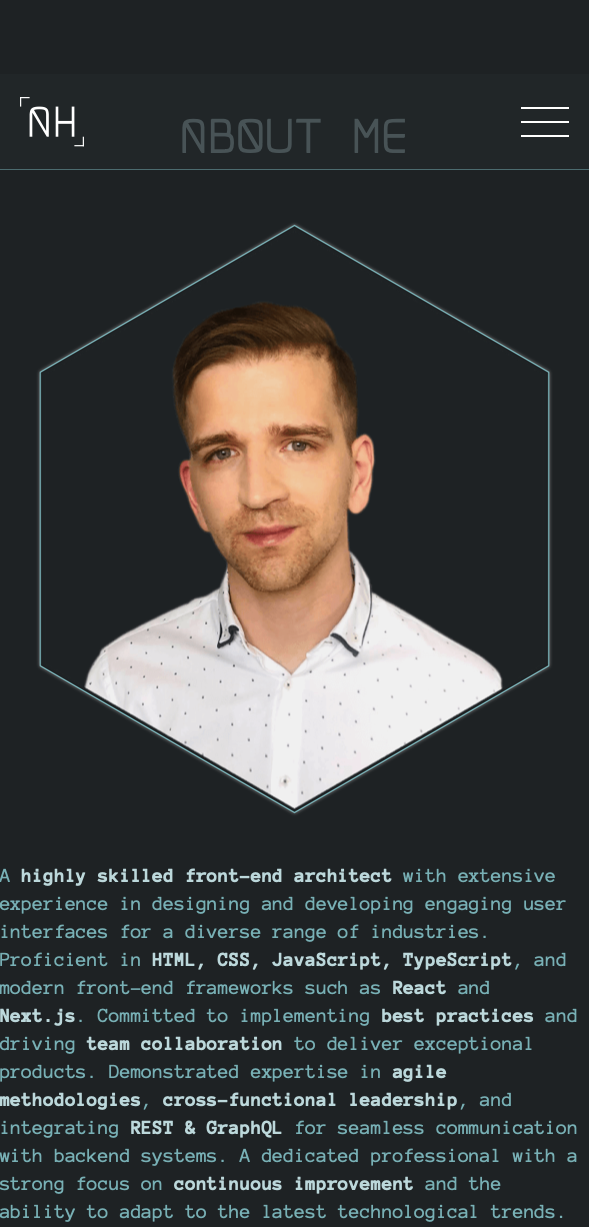 NH
ABOUT ME
A highly skilled front-end architect with extensive
experience in designing and developing engaging user
interfaces for a diverse range of industries.
Proficient in HTML, CSS, JavaScript, TypeScript, and
modern front-end frameworks such as React and
Next.js. Committed to implementing best practices and
driving team collaboration to deliver exceptional
products. Demonstrated expertise in agile
methodologies, cross-functional leadership, and
integrating REST & GraphQL for seamless communication
with backend systems. A dedicated professional with a
strong focus on continuous improvement and the
ability to adapt to the latest technological trends.